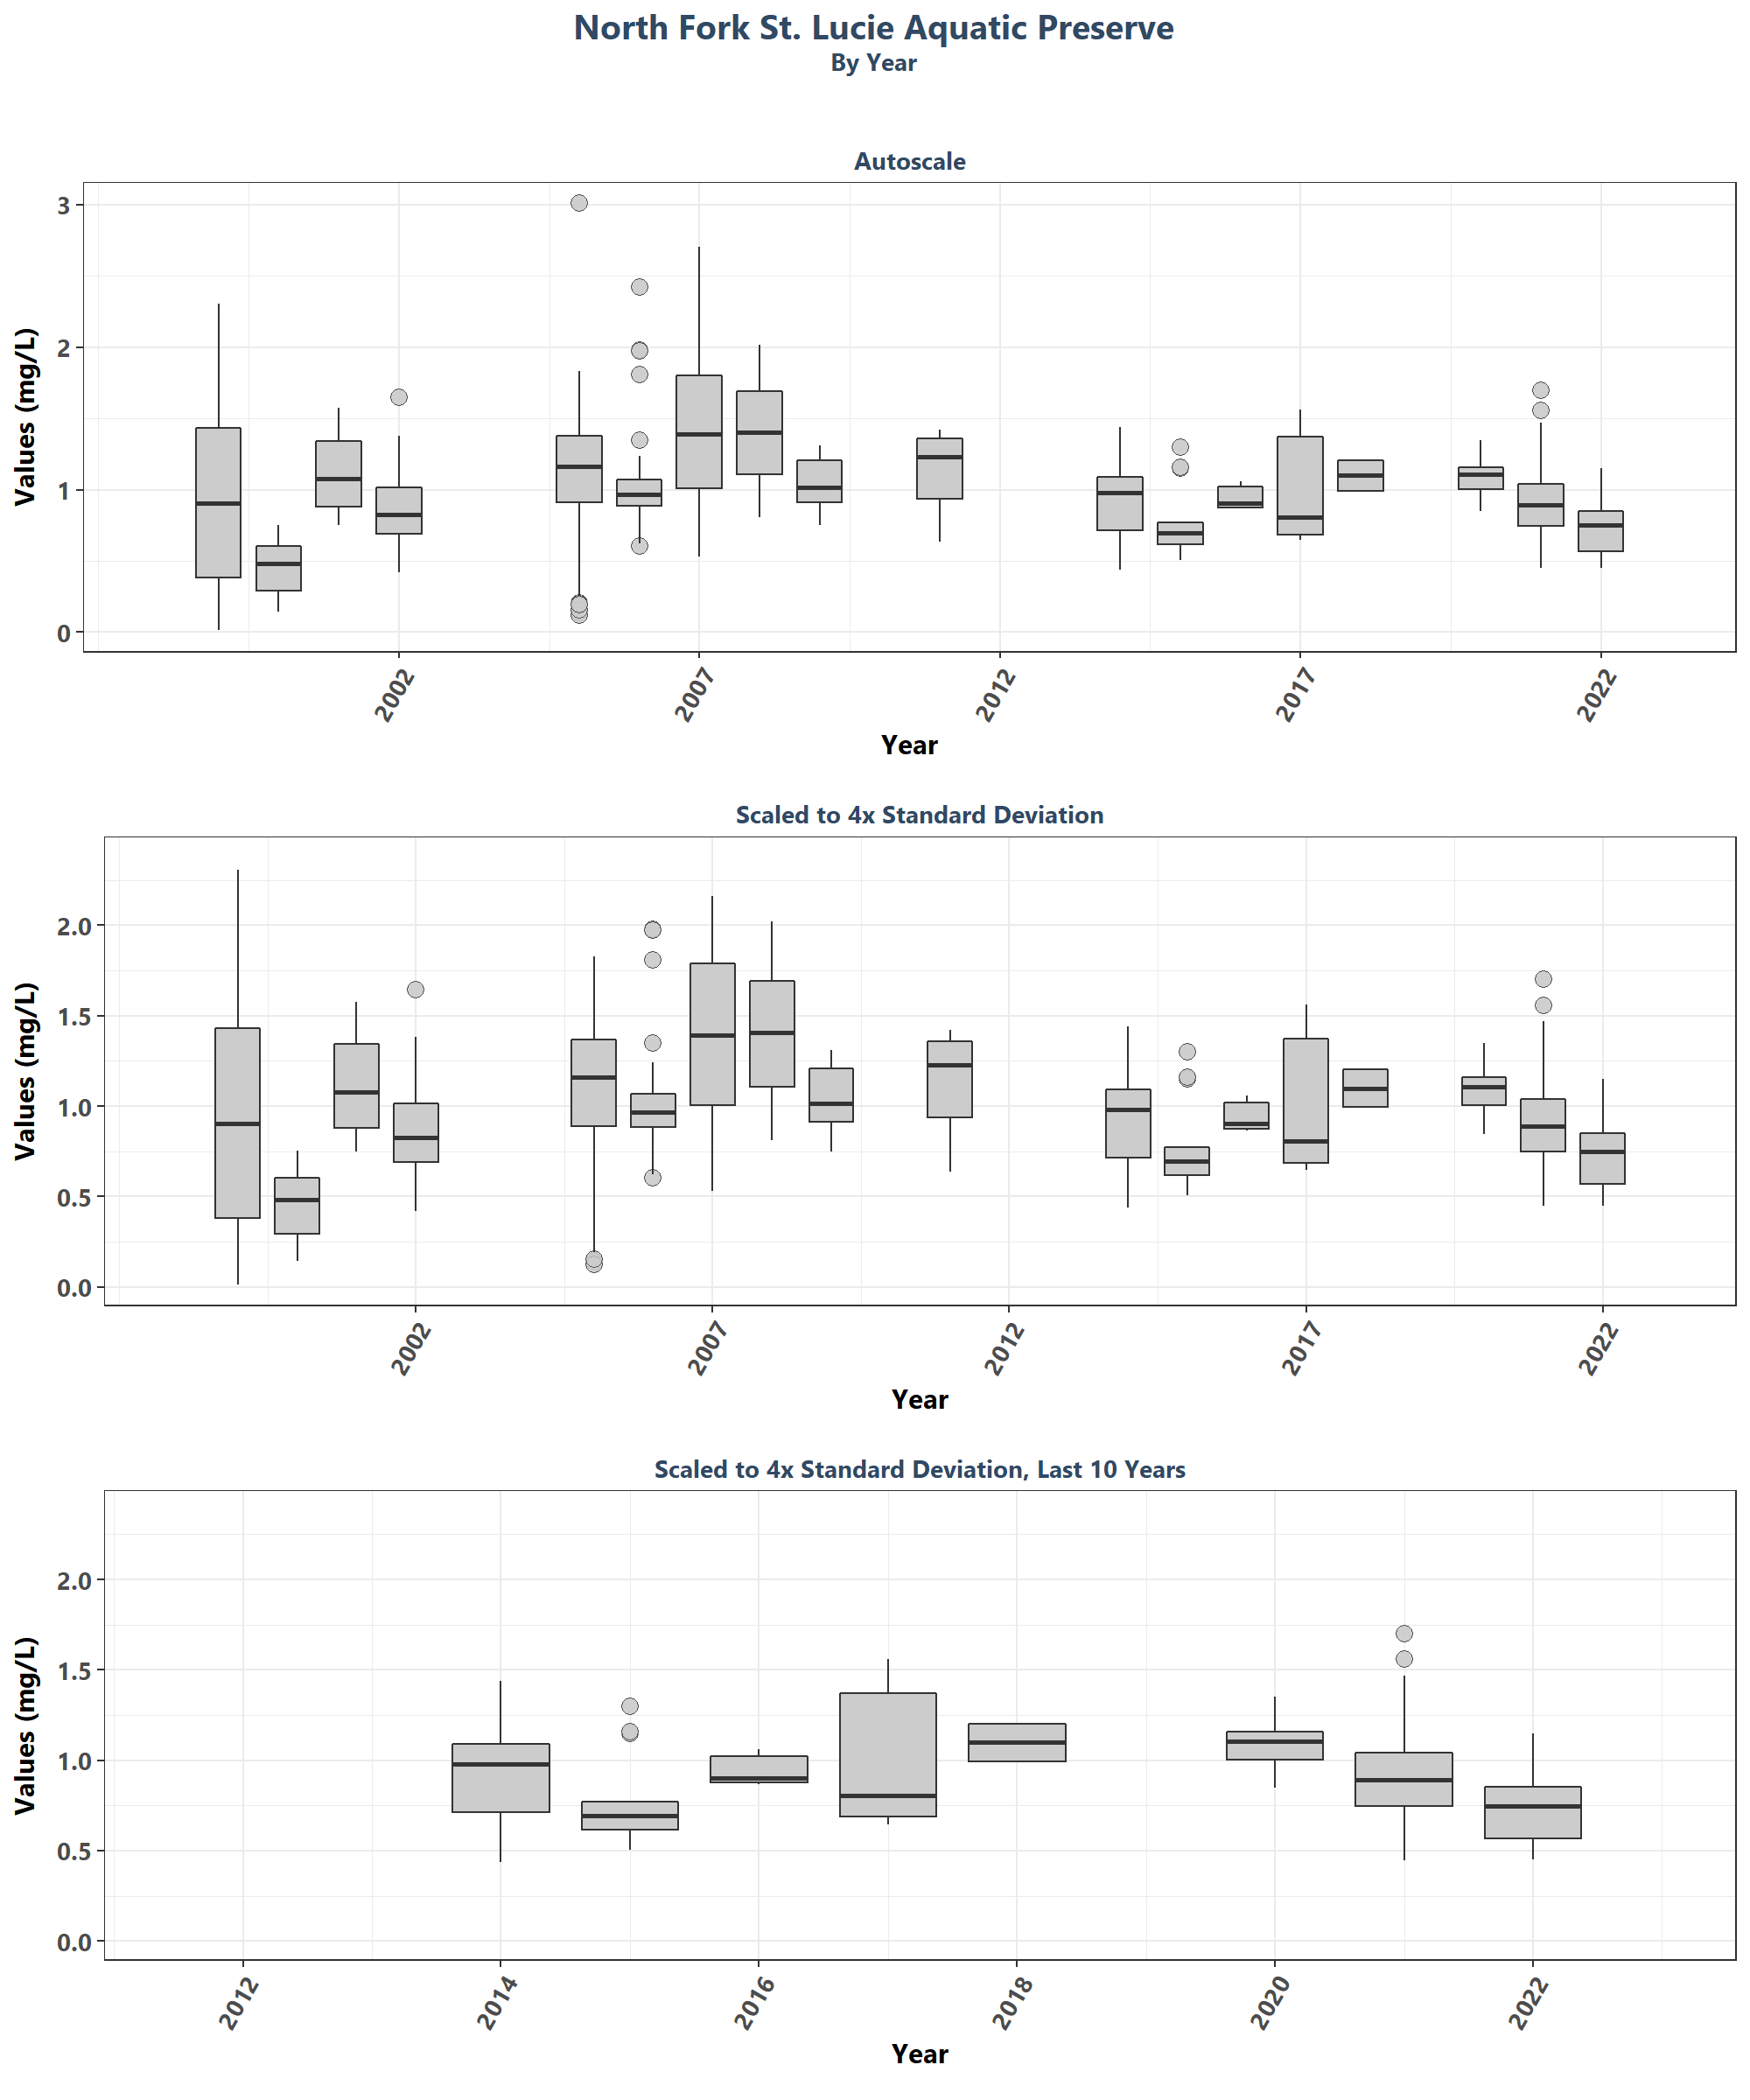 North Fork St. Lucie Aquatic Preserve
By Year
Autoscale
Values (mg/L)
3
2
1
0
2002 2007 2012 2017 2022
Year
Scaled to 4x Standard Deviation
Values (mg/L)
2.0
1.5
1.0
0.5
0.0
2002 2007 2012 2017 2022
Year
Scaled to 4x Standard Deviation, Last 10 Years
Values (mg/L)
2.0
1.5
1.0
0.5
0.0
2012 2014 2016 2018 2020 2022
Year